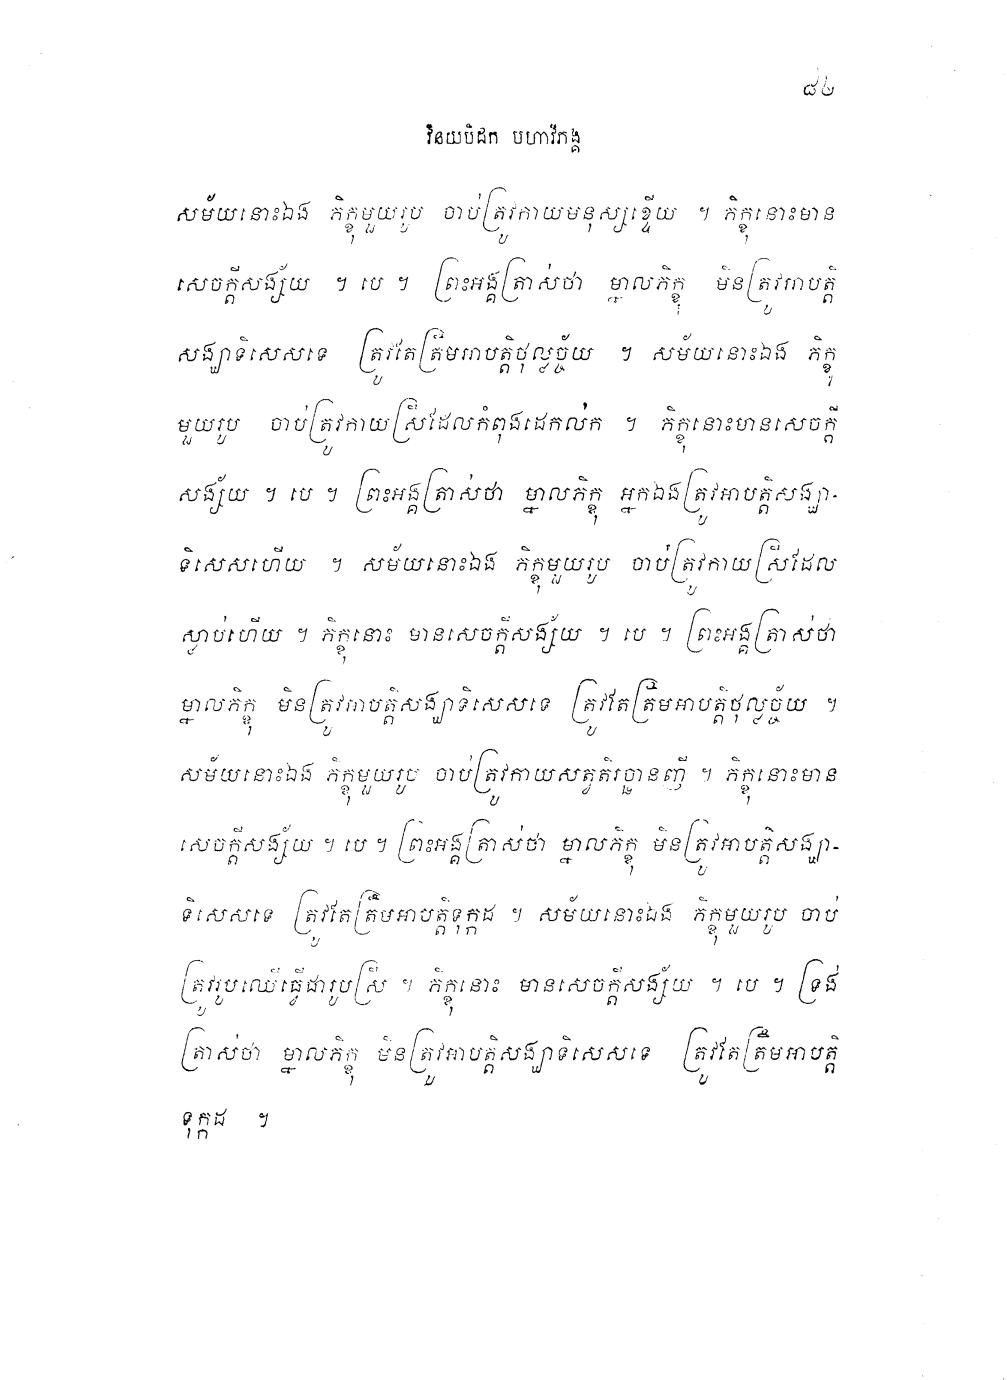 ៨៦
វិនយបិដក មហាវិភង្គ
សម័យនោះឯង ភិក្ខុមួយរូប ចាប់ត្រូវកាយមនុស្សខ្ទើយ ។ ភិក្ខុនោះមាន
សេចក្តីសង្ស័យ ។ បេ ។ ព្រះអង្គត្រាស់ថា ម្នាលភិក្ខុ មិនត្រូវអាបត្តិ
សង្ឃាទិសេសទេ ត្រូវតែត្រឹមអាបត្តិថុល្លច្ច័យ ។ សម័យនោះឯង ភិក្ខុ
មួយរូប ចាប់ត្រូវកាយស្រីដែលកំពុងដេកលក់ ។ ភិក្ខុនោះមានសេចក្តី
សង្ស័យ ។ បេ ។ ព្រះអង្គត្រាស់ថា ម្នាលភិក្ខុ អ្នកឯងត្រូវអាបត្តិសង្ឃា-
ទិសេសហើយ ។ សម័យនោះឯង ភិក្ខុមួយរូប ចាប់ត្រូវកាយស្រីដែល
ស្លាប់ហើយ ។ ភិក្ខុនោះ មានសេចក្តីសង្ស័យ ។ បេ ។ ព្រះអង្គត្រាស់ថា
ម្នាលភិក្ខុ មិនត្រូវអាបត្តិសង្ឃាទិសេសទេ ត្រូវតែត្រឹមអាបត្តិថុល្លច្ច័យ ។
សម័យនោះឯង ភិក្ខុមួយរូប ចាប់ត្រូវកាយសត្វតិរច្ឆានញី ។ ភិក្ខុនោះមាន
សេចក្តីសង្ស័យ ។ បេ ។ ព្រះអង្គត្រាស់ថា ម្នាលភិក្ខុ មិនត្រូវអាបត្តិសង្ឃា-
ទិសេសទេ ត្រូវតែត្រឹមអាបត្តិទុក្កដ ។ សម័យនោះឯង ភិក្ខុមួយរូប ចាប់
ត្រូវរូបឈើធ្វើជារូបស្រី ។ ភិក្ខុនោះ មានសេចក្តីសង្ស័យ ។ បេ ។ ទ្រង់
ត្រាស់ថា ម្នាលភិក្ខុ មិនត្រូវអាបត្តិសង្ឃាទិសេសទេ ត្រូវតែត្រឹមអាបត្តិ
ទុក្កដ ។